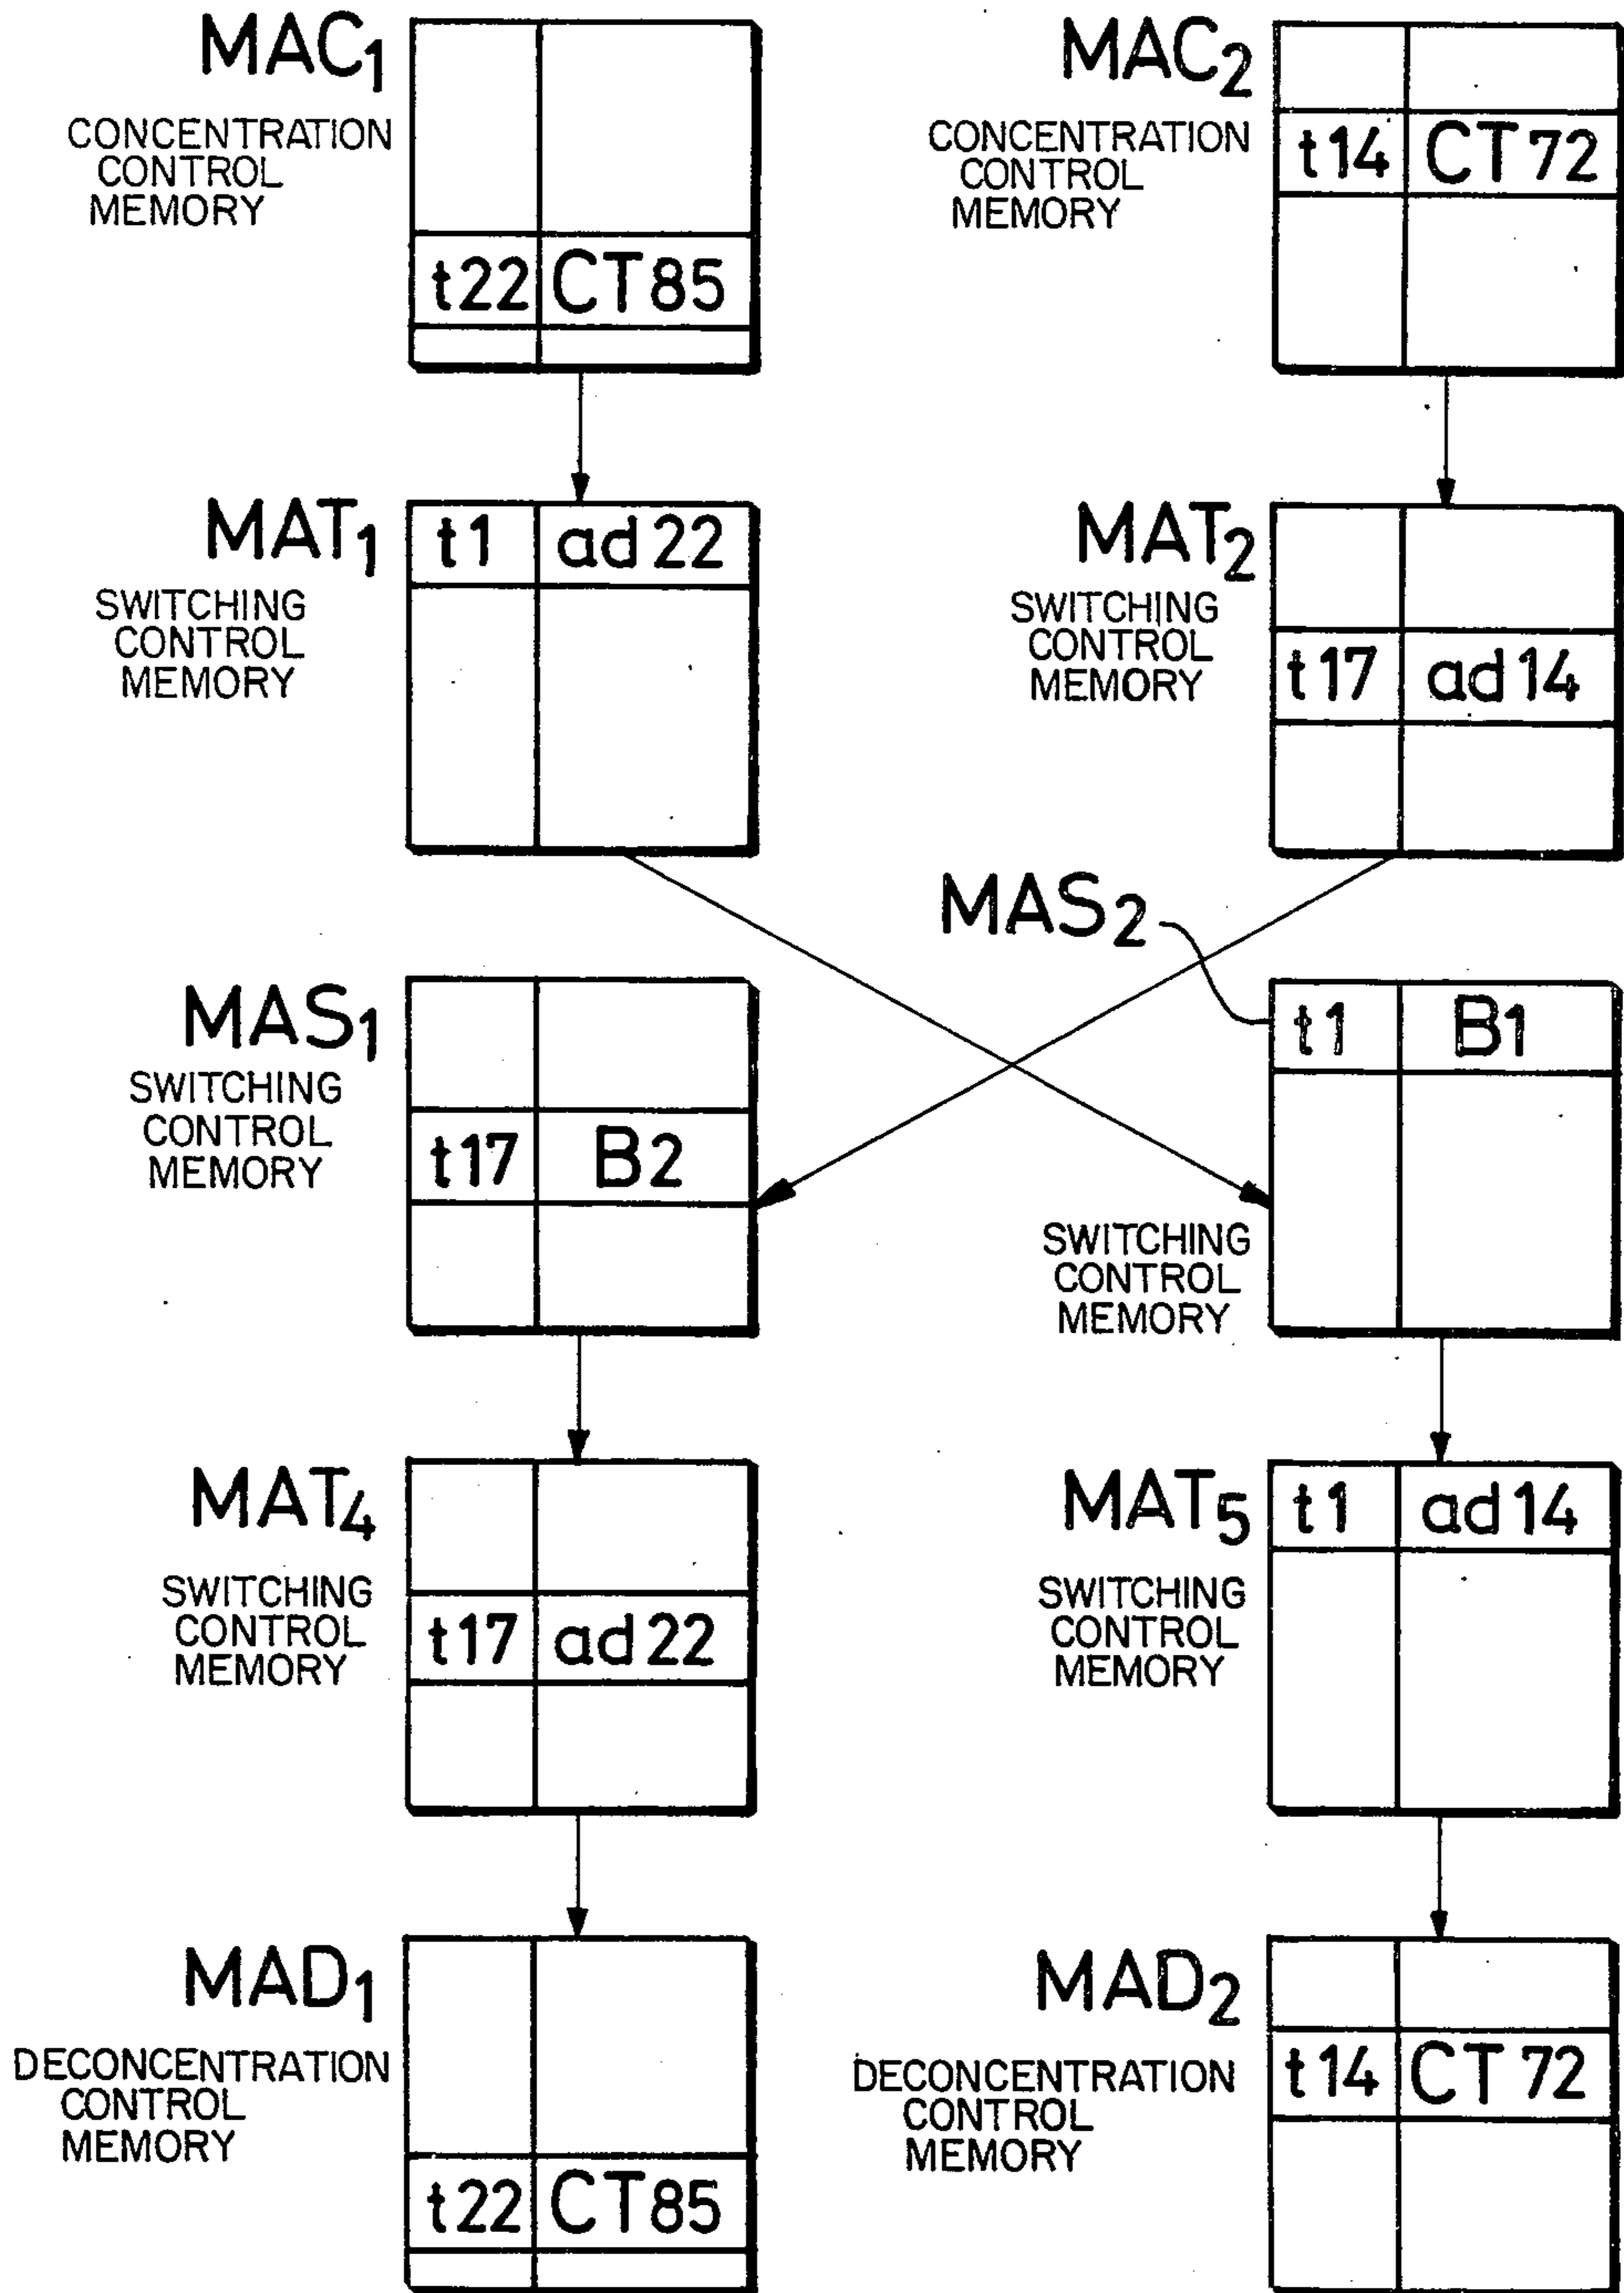 MAC1
CONCENTRATION
CONTROL
MEMORY
t22 CT85
MAC2
CONCENTRATION
CONTROL
MEMORY
t14 CT72
MAT1
SWITCHING
CONTROL
MEMORY
t1 ad22
MAT2
SWITCHING
CONTROL
MEMORY
t17 ad14
MAS1
SWITCHING
CONTROL
MEMORY
t17 B2
MAS2
t1 B1
SWITCHING
CONTROL
MEMORY
MAT4
SWITCHING
CONTROL
MEMORY
t17 ad22
MAT5
SWITCHING
CONTROL
MEMORY
t1 ad14
MAD1
DECONCENTRATION
CONTROL
MEMORY
t22 CT85
MAD2
DECONCENTRATION
CONTROL
MEMORY
t14 CT72